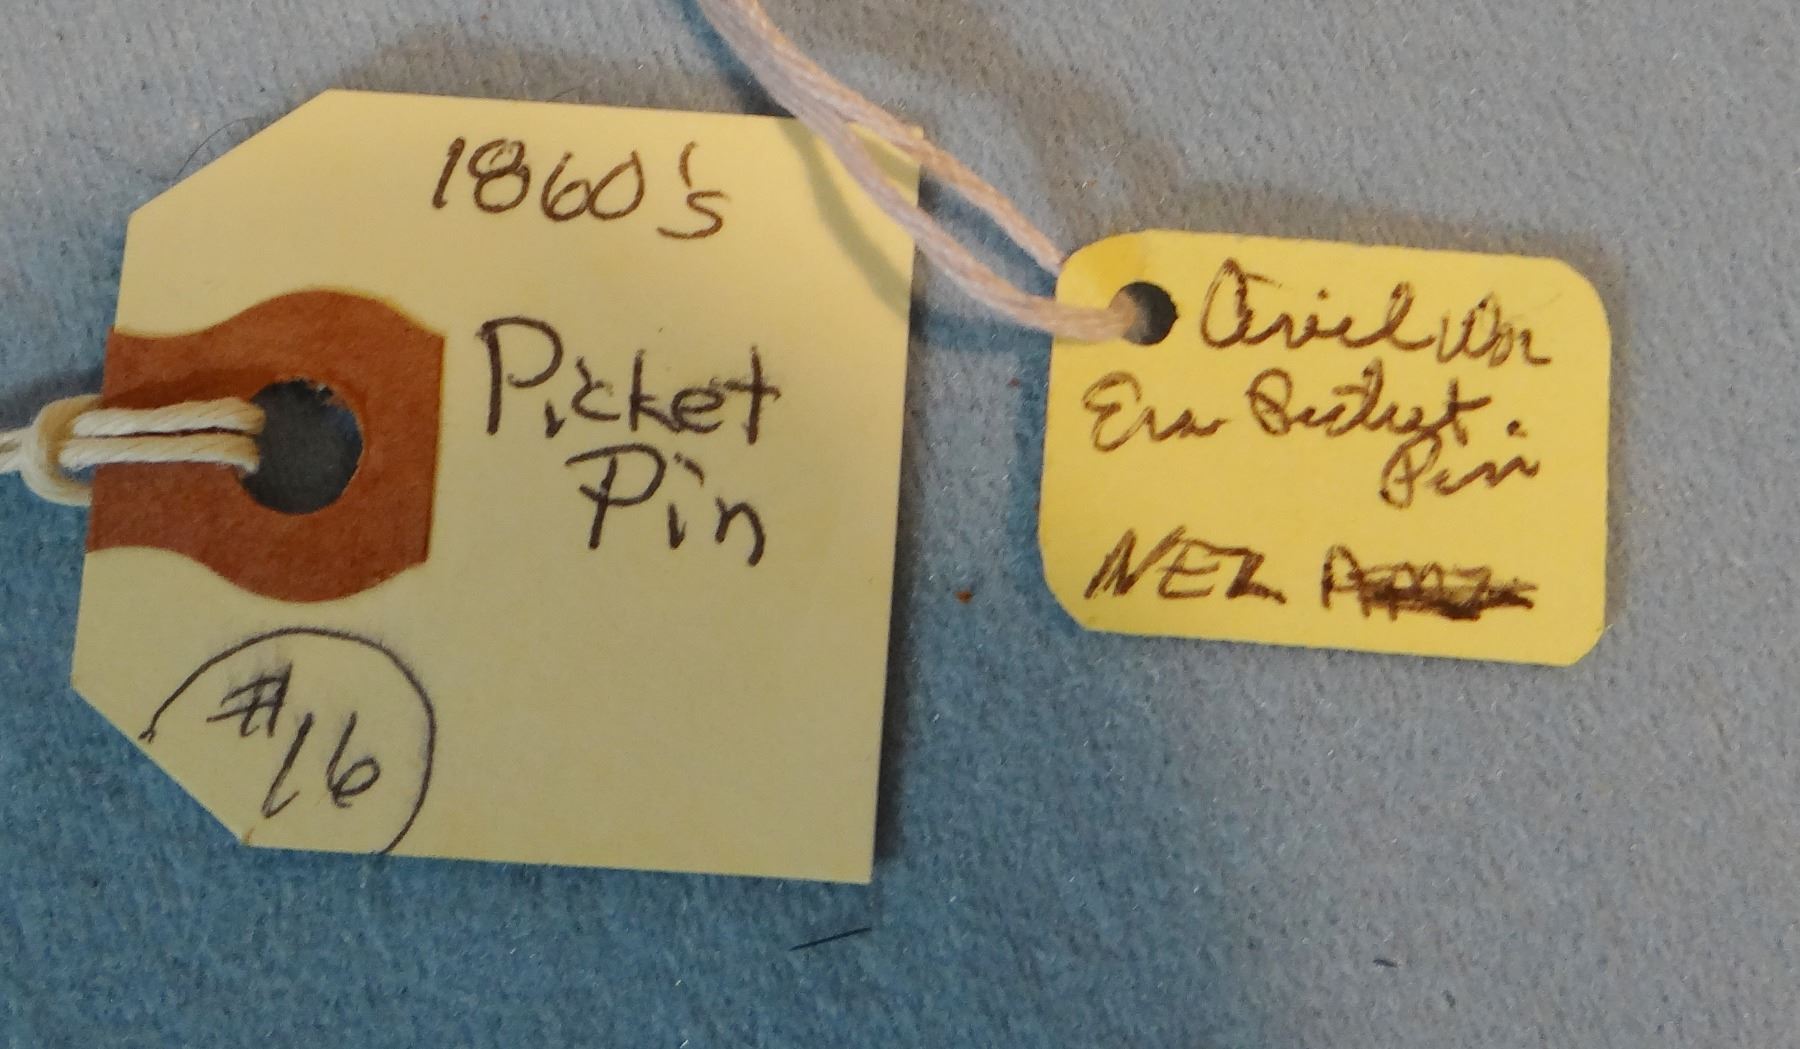 1860's
Picket
Pin
#16
Civil War
Era Picket
Pin
NEZ